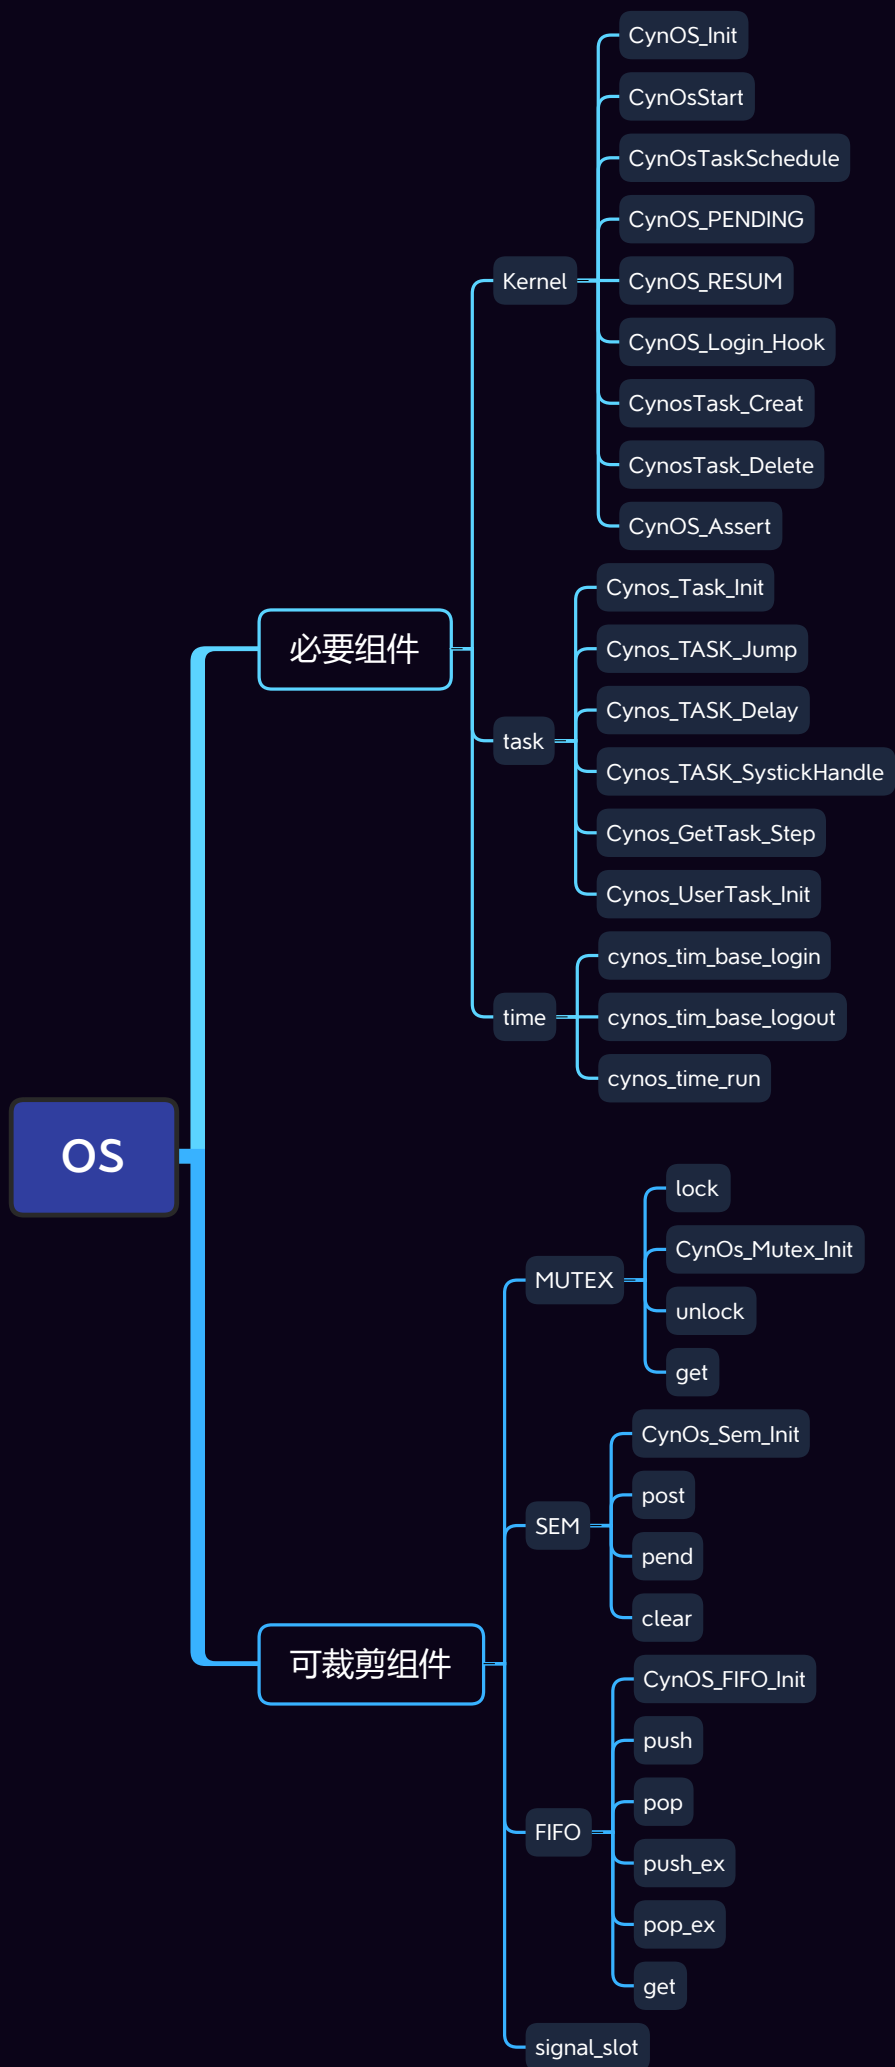 OS
必要组件
Kernel
CynOS_Init
CynOsStart
CynOsTaskSchedule
CynOS_PENDING
CynOS_RESUM
CynOS_Login_Hook
CynosTask_Creat
CynosTask_Delete
CynOS_Assert
task
Cynos_Task_Init
Cynos_TASK_Jump
Cynos_TASK_Delay
Cynos_TASK_SystickHandle
Cynos_GetTask_Step
Cynos_UserTask_Init
time
cynos_tim_base_login
cynos_tim_base_logout
cynos_time_run
可裁剪组件
MUTEX
lock
CynOs_Mutex_Init
unlock
get
SEM
CynOs_Sem_Init
post
pend
clear
FIFO
CynOS_FIFO_Init
push
pop
push_ex
pop_ex
get
signal_slot